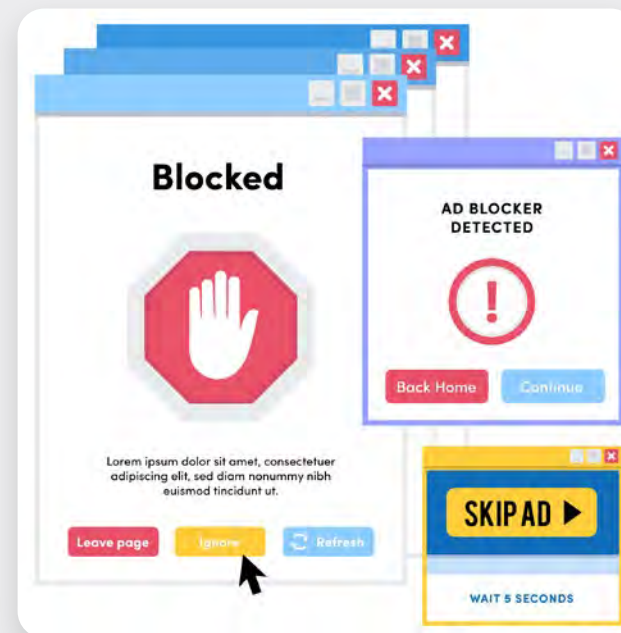 Blocked
Lorem ipsum dolor sit amet, consectetuer
adipiscing elit, sed diam nonummy nibh
euismod tincidunt ut.
Leave page
Ignore
Refresh
AD BLOCKER
DETECTED
!
Back Home
Continue
SKIP AD
WAIT 5 SECONDS